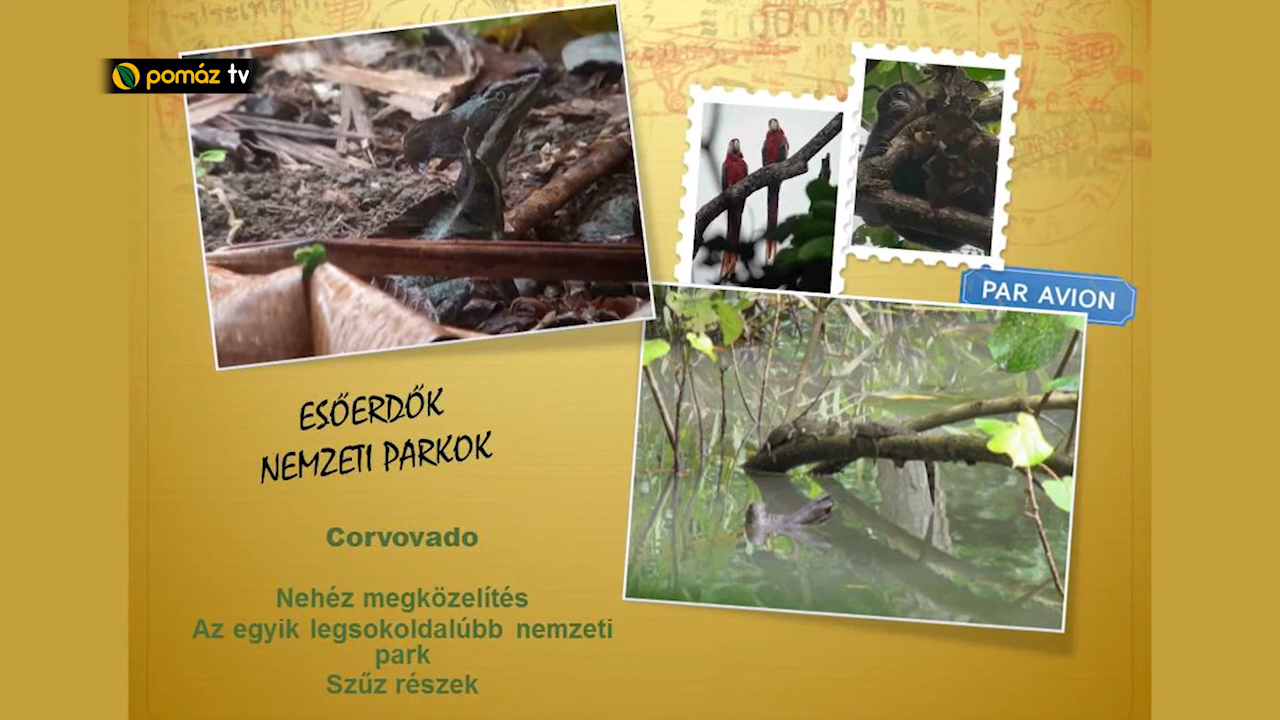 pomáz tv
PAR AVION
ESŐERDŐK
NEMZETI PARKOK
Corvovado
Nehéz megközelítés
Az egyik legsokoldalúbb nemzeti
park
Szűz részek